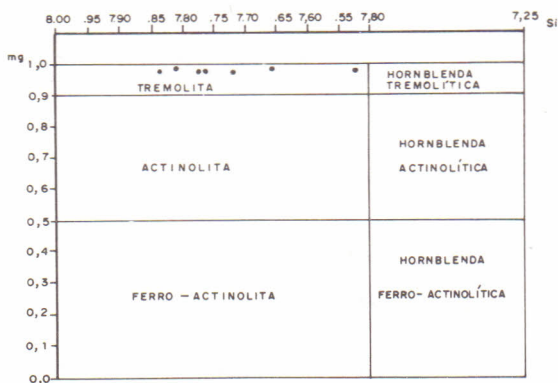 8.00 .95 7.90 .85 7.80 .75 7.70 .65 7,60 .55 7,80 7,25 Si
mg
1,0
TREMOLITA
HORNBLENDA
TREMOLÍTICA
0,9
0,8
0,7
ACTINOLITA
HORNBLENDA
ACTINOLÍTICA
0,6
0,5
0,4
HORNBLENDA
0,3
FERRO – ACTINOLITA
FERRO- ACTINOLÍTICA
0,2
0,1
0.0